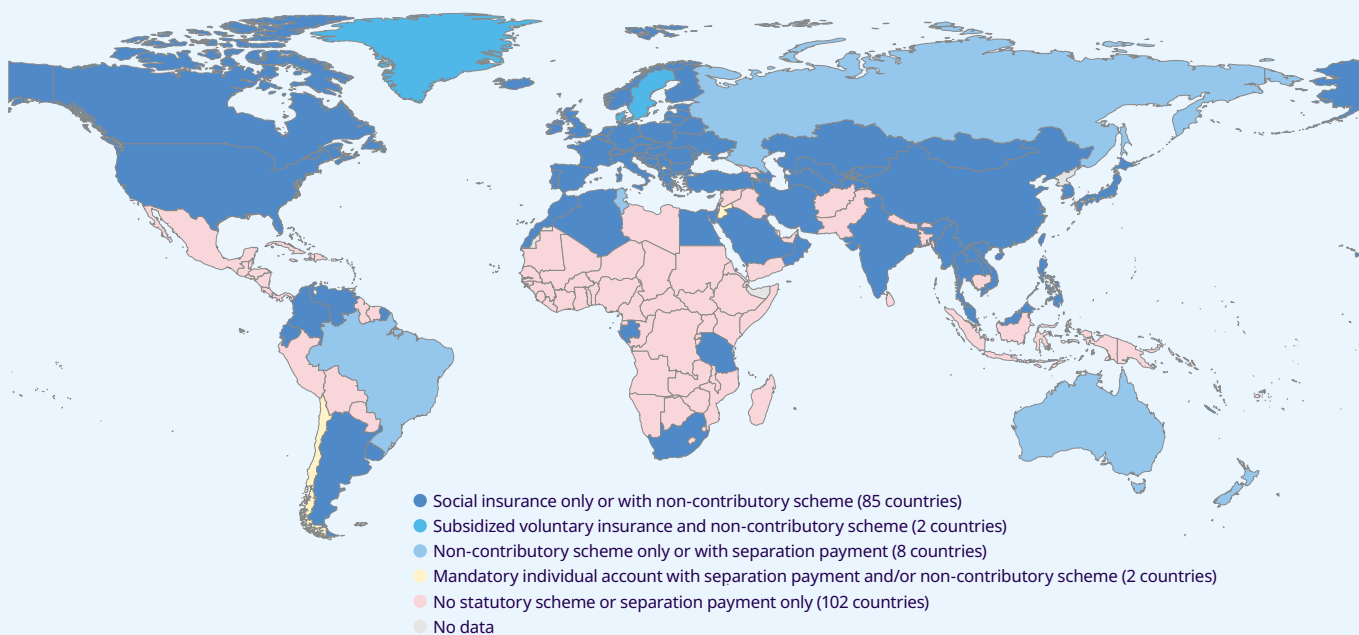 Social insurance only or with non-contributory scheme (85 countries)
Subsidized voluntary insurance and non-contributory scheme (2 countries)
Non-contributory scheme only or with separation payment (8 countries)
Mandatory individual account with separation payment and/or non-contributory scheme (2 countries)
No statutory scheme or separation payment only (102 countries)
No data